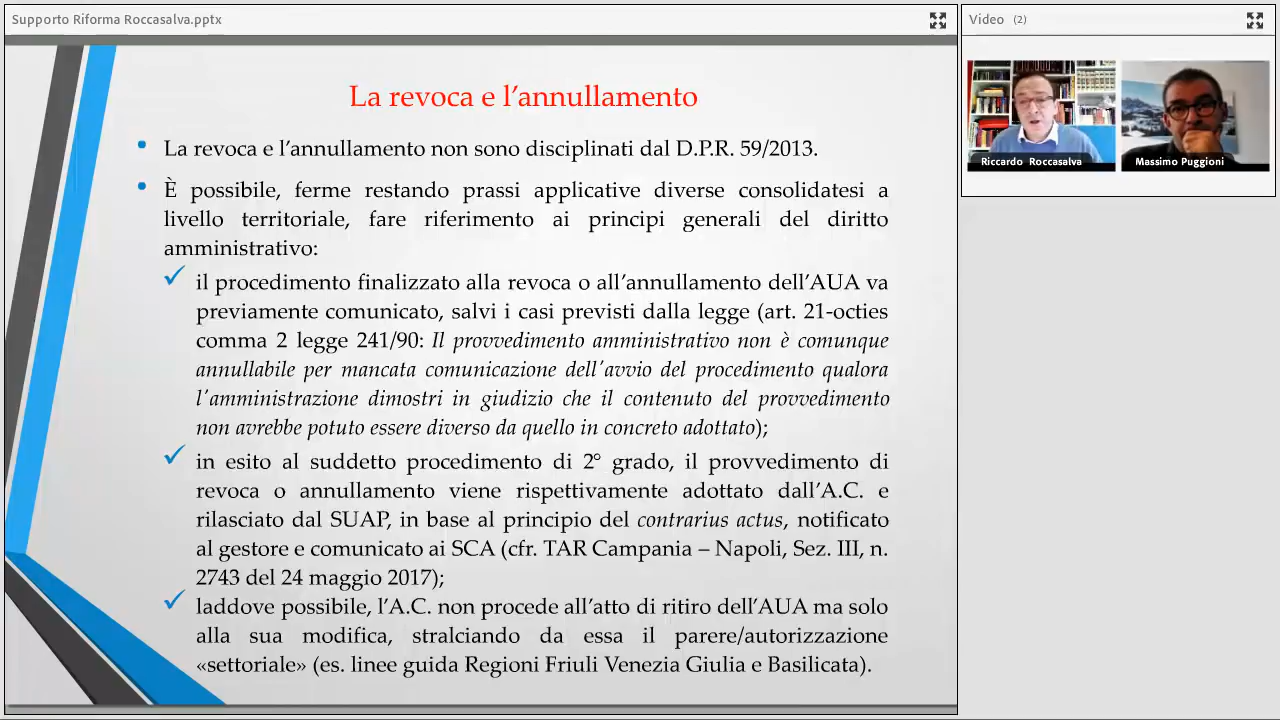 Supporto Riforma Roccasalva.pptx
Video (2)
Riccardo Roccasalva
Massimo Puggioni
La revoca e l'annullamento
La revoca e l'annullamento non sono disciplinati dal D.P.R. 59/2013.
È possibile, ferme restando prassi applicative diverse consolidatesi a
livello territoriale, fare riferimento ai principi generali del diritto
amministrativo:
il procedimento finalizzato alla revoca o all'annullamento dell'AUA va
previamente comunicato, salvi i casi previsti dalla legge (art. 21-octies
comma 2 legge 241/90: Il provvedimento amministrativo non è comunque
annullabile per mancata comunicazione dell'avvio del procedimento qualora
l'amministrazione dimostri in giudizio che il contenuto del provvedimento
non avrebbe potuto essere diverso da quello in concreto adottato);
in esito al suddetto procedimento di 2° grado, il provvedimento di
revoca o annullamento viene rispettivamente adottato dall'A.C. e
rilasciato dal SUAP, in base al principio del contrarius actus, notificato
al gestore e comunicato ai SCA (cfr. TAR Campania – Napoli, Sez. III, n.
2743 del 24 maggio 2017);
laddove possibile, l'A.C. non procede all'atto di ritiro dell'AUA ma solo
alla sua modifica, stralciando da essa il parere/autorizzazione
«settoriale» (es. linee guida Regioni Friuli Venezia Giulia e Basilicata).